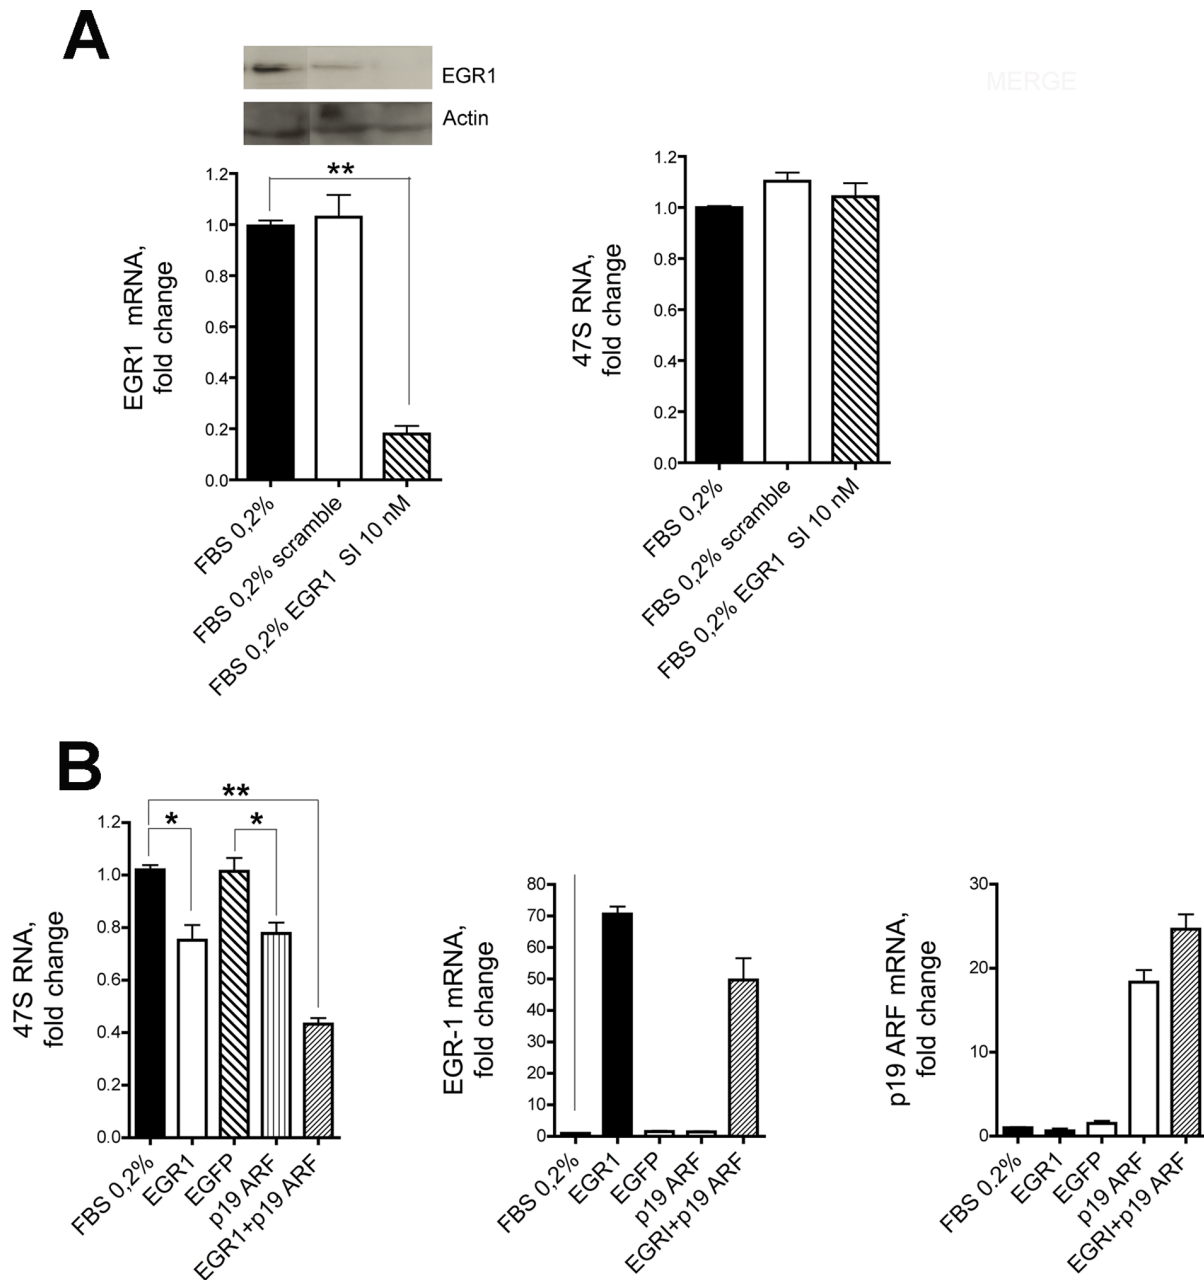 A
EGR1
Actin
MERGE
**
1.2
1.0
0.8
0.6
0.4
0.2
0.0
EGR1 mRNA,
fold change
FBS 0,2%
FBS 0,2% scramble
FBS 0,2% EGR1 SI 10 nM
1.2
1.0
0.8
0.6
0.4
0.2
0.0
47S RNA,
fold change
FBS 0,2%
FBS 0,2% scramble
FBS 0,2% EGR1 SI 10 nM
B
**
*
*
1.2
1.0
0.8
0.6
0.4
0.2
0.0
47S RNA,
fold change
FBS 0,2%
EGR1
EGFP
p19 ARF
EGR1+p19 ARF
80
70
60
50
40
30
20
10
0
EGR-1 mRNA,
fold change
FBS 0,2%
EGR1
EGFP
p19 ARF
EGRI+p19 ARF
30
20
10
0
p19 ARF mRNA,
fold change
FBS 0.2%
EGR1
EGFP
p19 ARF
EGRI+p19 ARF